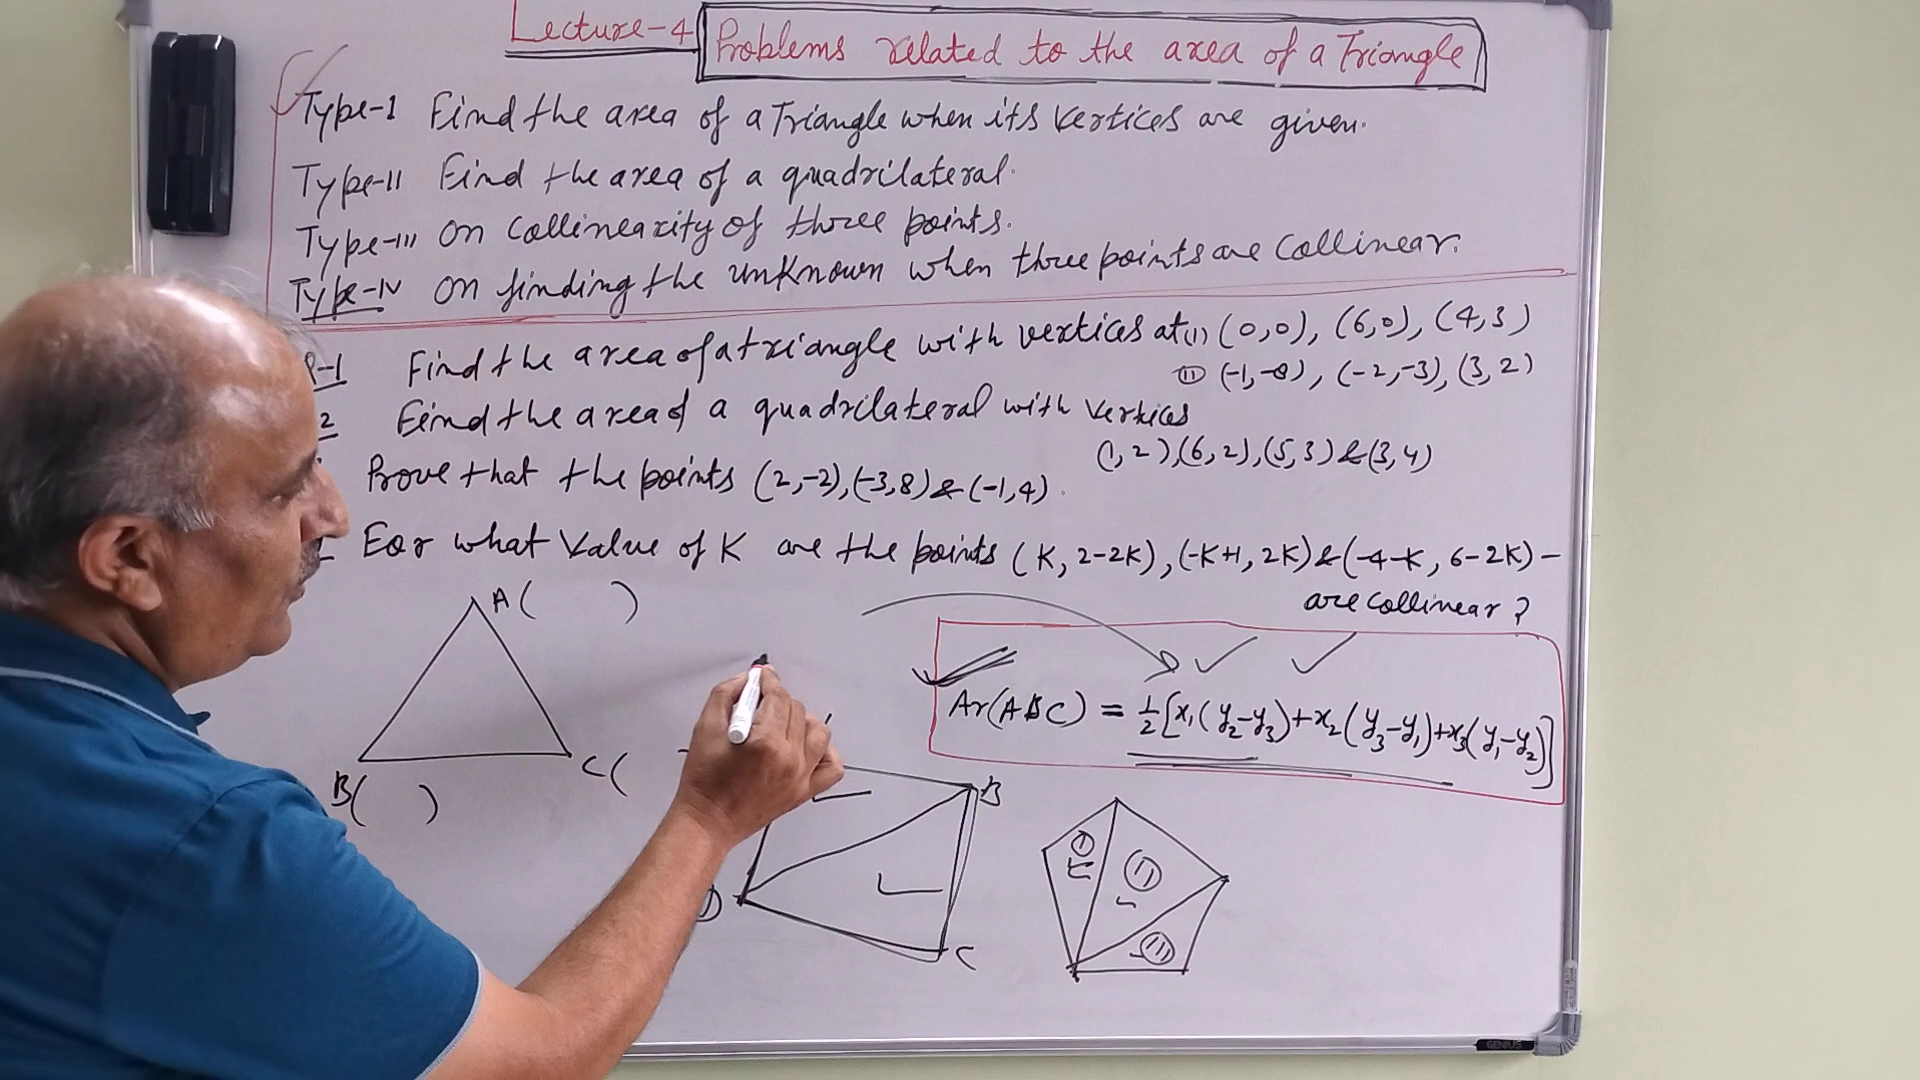 Lecture-4 Problems related to the area of a Triangle
Type-I Find the area of a Triangle when its vertices are given.
Type-II Find the area of a quadrilateral.
Type-III on Collinearity of three points.
Type-IV on finding the unknown when three points are collinear.
-1 Find the area of a triangle with vertices at (i) (0,0), (6,0), (4,3)
(ii) (-1,-8), (-2,-3), (3,2)
2 Find the area of a quadrilateral with vertices
(1,2),(6,2),(5,3)&(3,4)
Prove that the points (2,-2),(-3,8)&(-1,4).
For what value of K are the points (K, 2-2K), (-K+1, 2K)&(-4-K, 6-2K)-
are collinear?
A( )
B( )
C(
Ar(ABC) = 1/2[x₁(y₂-y₃)+x₂(y₃-y₁)+x₃(y₁-y₂)]
B
C
I
II
III
GENIUS